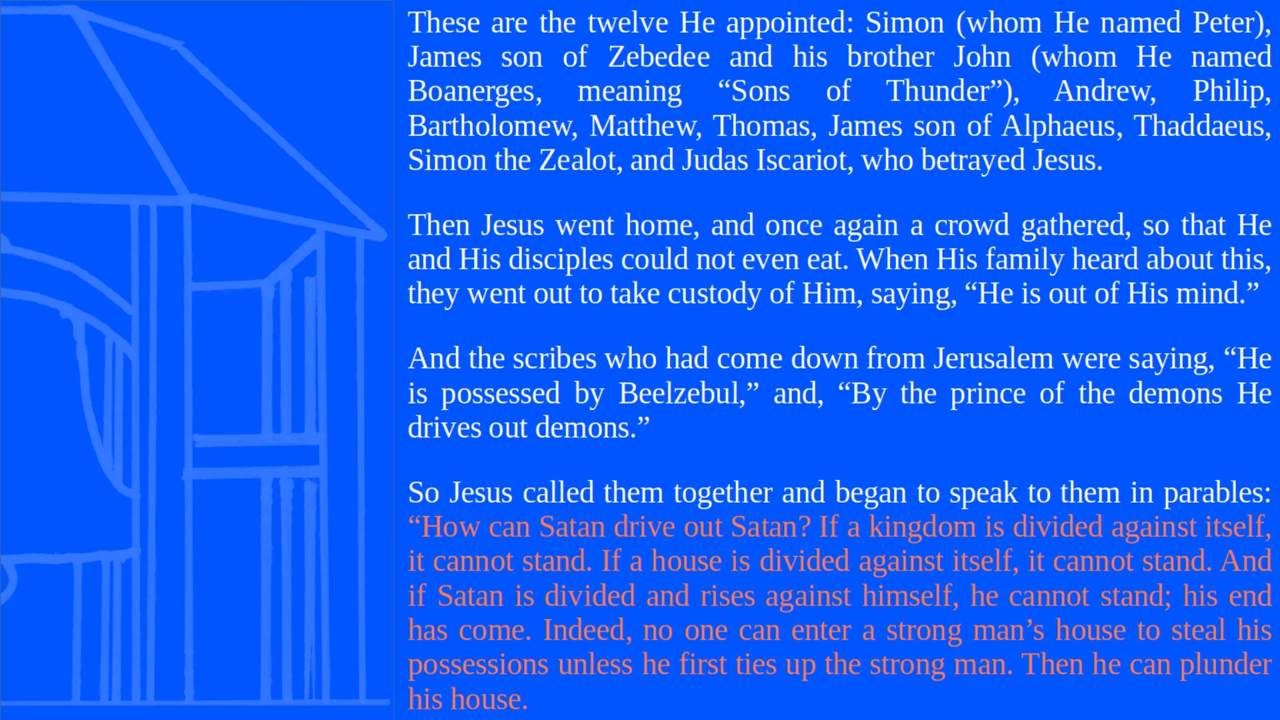 These are the twelve He appointed: Simon (whom He named Peter),
James son of Zebedee and his brother John (whom He named
Boanerges, meaning “Sons of Thunder”), Andrew, Philip,
Bartholomew, Matthew, Thomas, James son of Alphaeus, Thaddaeus,
Simon the Zealot, and Judas Iscariot, who betrayed Jesus.
Then Jesus went home, and once again a crowd gathered, so that He
and His disciples could not even eat. When His family heard about this,
they went out to take custody of Him, saying, “He is out of His mind.”
And the scribes who had come down from Jerusalem were saying, “He
is possessed by Beelzebul,” and, “By the prince of the demons He
drives out demons.”
So Jesus called them together and began to speak to them in parables:
“How can Satan drive out Satan? If a kingdom is divided against itself,
it cannot stand. If a house is divided against itself, it cannot stand. And
if Satan is divided and rises against himself, he cannot stand; his end
has come. Indeed, no one can enter a strong man’s house to steal his
possessions unless he first ties up the strong man. Then he can plunder
his house.